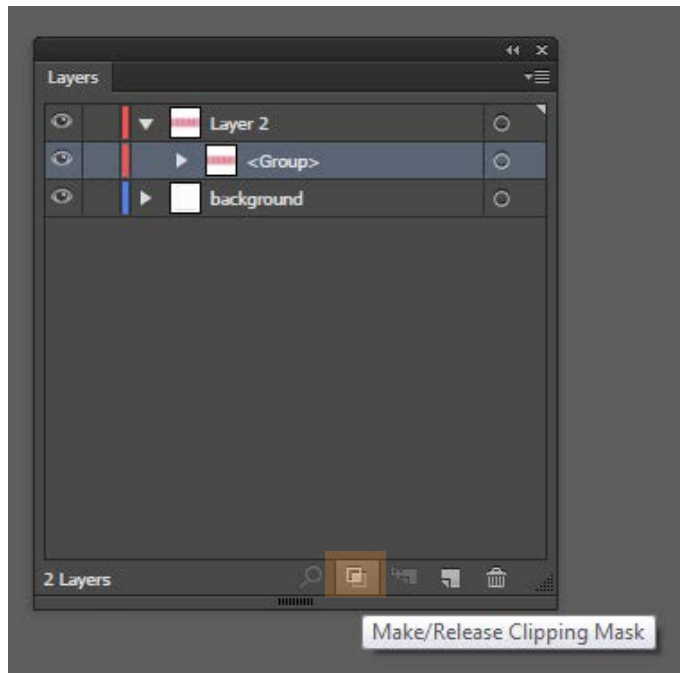 Layers
Layer 2
<Group>
background
2 Layers
Make/Release Clipping Mask